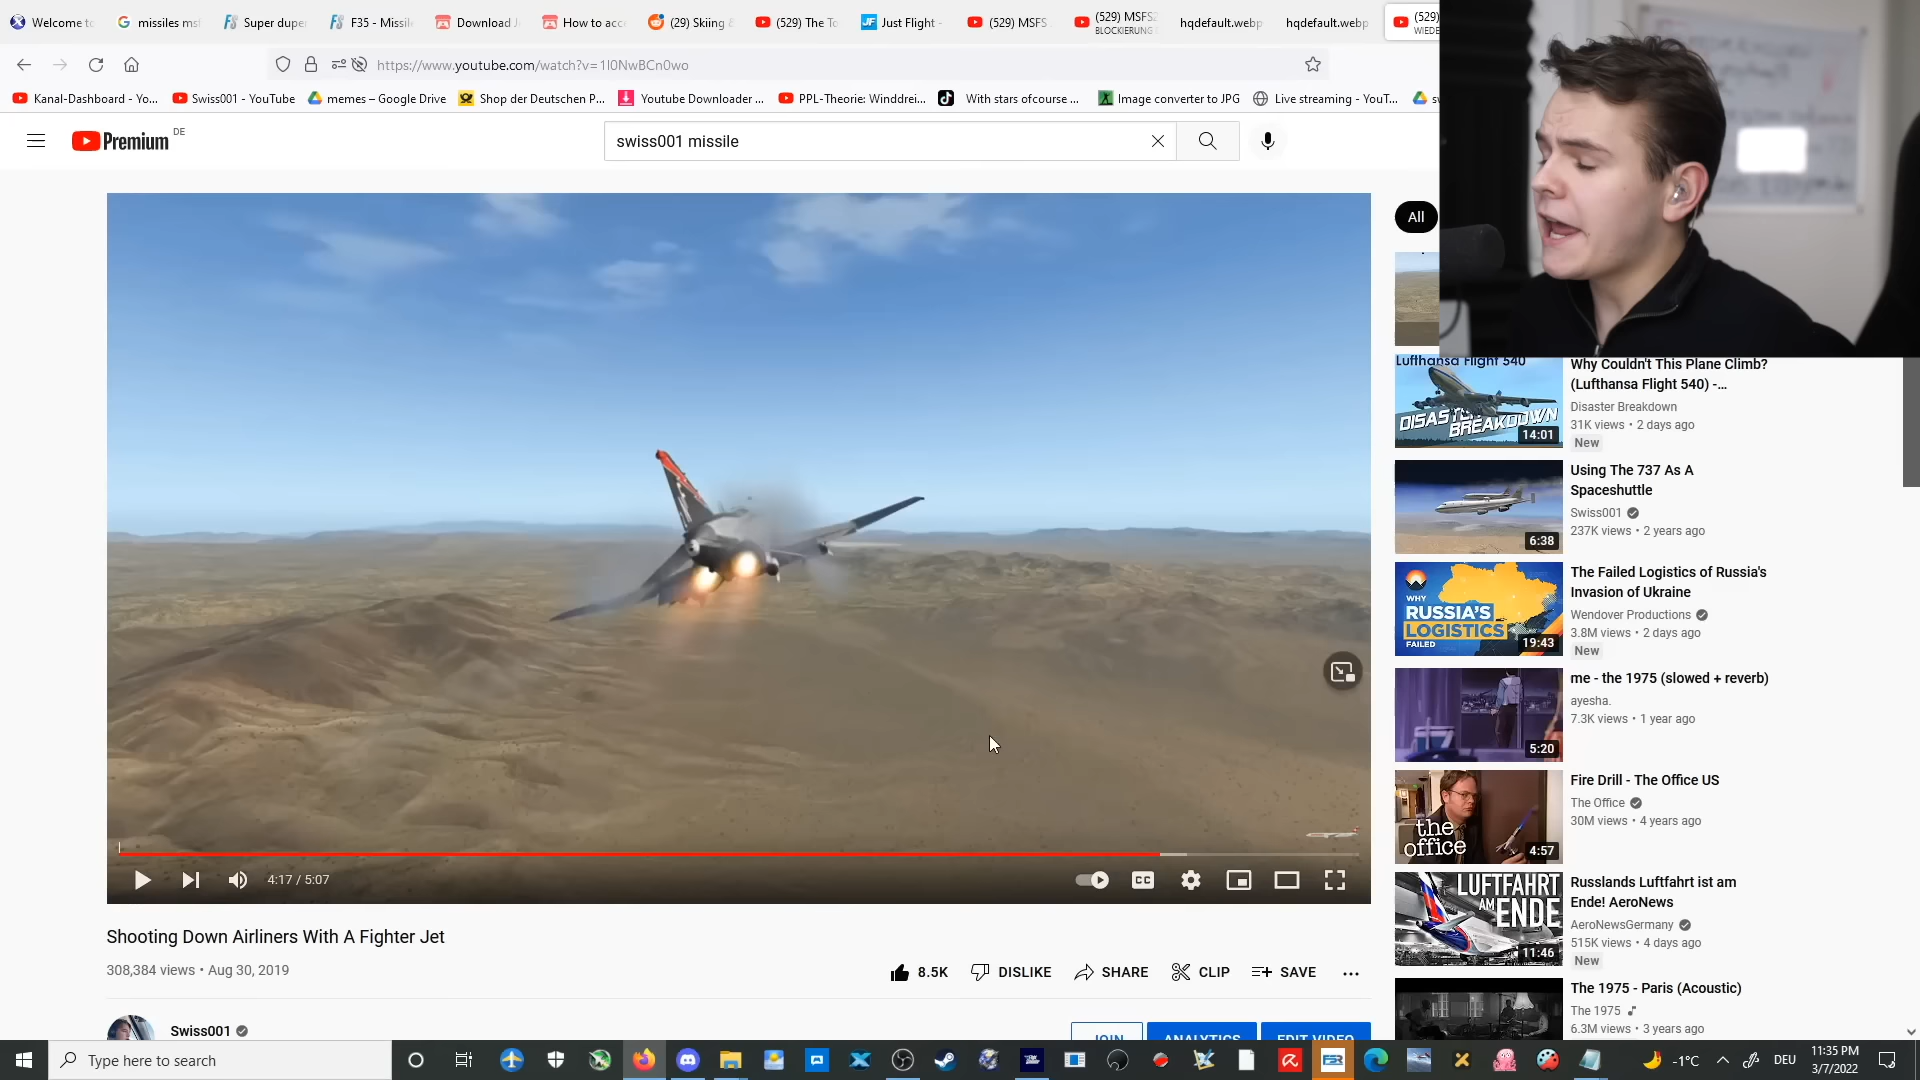 Welcome to
missiles ms
Super dupe
F35 - Missil
Download J
How to acc
(29) Skiing
(529) The To
Just Flight -
(529) MSFS
(529) MSFS2
BLOCKIERUNG
hqdefault.webp
hqdefault.webp
(529)
WIEDE
https://www.youtube.com/watch?v=1I0NwBCn0wo
Kanal-Dashboard - Yo...
Swiss001 - YouTube
memes – Google Drive
Shop der Deutschen P...
Youtube Downloader ...
PPL-Theorie: Winddrei...
With stars ofcourse ...
Image converter to JPG
Live streaming - YouT...
Premium DE
swiss001 missile
All
Lufthansa Flight 540
DISASTER
BREAKDOWN
14:01
Why Couldn't This Plane Climb?
(Lufthansa Flight 540) -...
Disaster Breakdown
31K views • 2 days ago
New
6:38
Using The 737 As A
Spaceshuttle
Swiss001
237K views • 2 years ago
WHY
RUSSIA'S
LOGISTICS
FAILED
19:43
The Failed Logistics of Russia's
Invasion of Ukraine
Wendover Productions
3.8M views • 2 days ago
New
5:20
me - the 1975 (slowed + reverb)
ayesha.
7.3K views • 1 year ago
the
office
4:57
Fire Drill - The Office US
The Office
30M views • 4 years ago
LUFTFAHRT
AM ENDE
11:46
Russlands Luftfahrt ist am
Ende! AeroNews
AeroNewsGermany
515K views • 4 days ago
New
The 1975 - Paris (Acoustic)
The 1975
6.3M views • 3 years ago
4:17 / 5:07
CC
Shooting Down Airliners With A Fighter Jet
308,384 views • Aug 30, 2019
8.5K
DISLIKE
SHARE
CLIP
SAVE
Swiss001
JOIN
ANALYTICS
EDIT VIDEO
Type here to search
FSR
-1°C
DEU
11:35 PM
3/7/2022